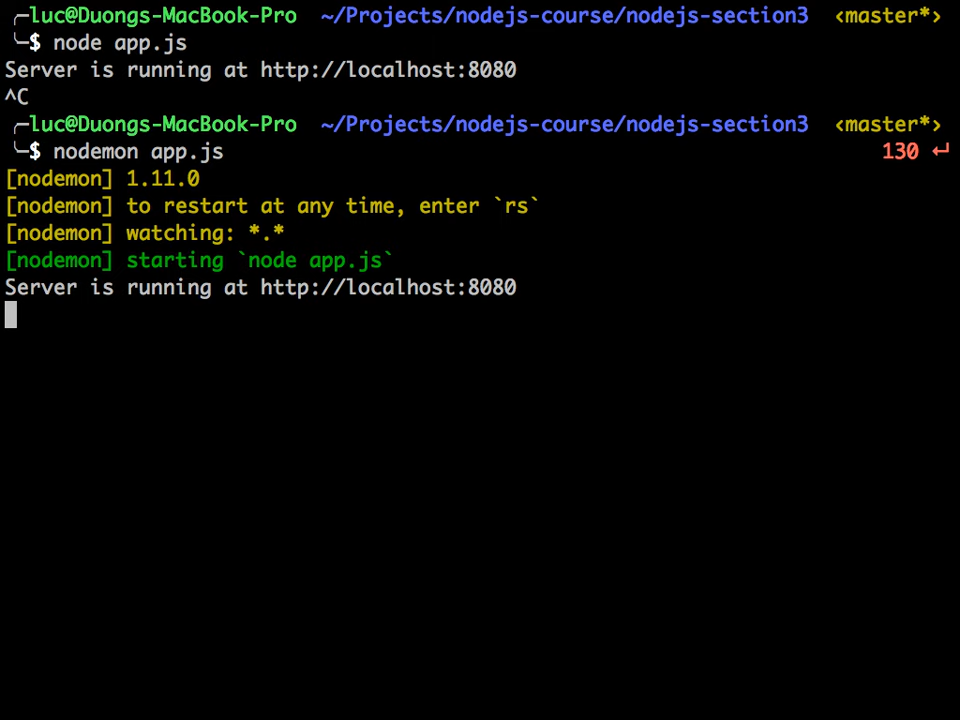 ╭─luc@Duongs-MacBook-Pro ~/Projects/nodejs-course/nodejs-section3 ‹master*›
╰─$ node app.js
Server is running at http://localhost:8080
^C
╭─luc@Duongs-MacBook-Pro ~/Projects/nodejs-course/nodejs-section3 ‹master*›
╰─$ nodemon app.js 130 ↵
[nodemon] 1.11.0
[nodemon] to restart at any time, enter `rs`
[nodemon] watching: *.*
[nodemon] starting `node app.js`
Server is running at http://localhost:8080